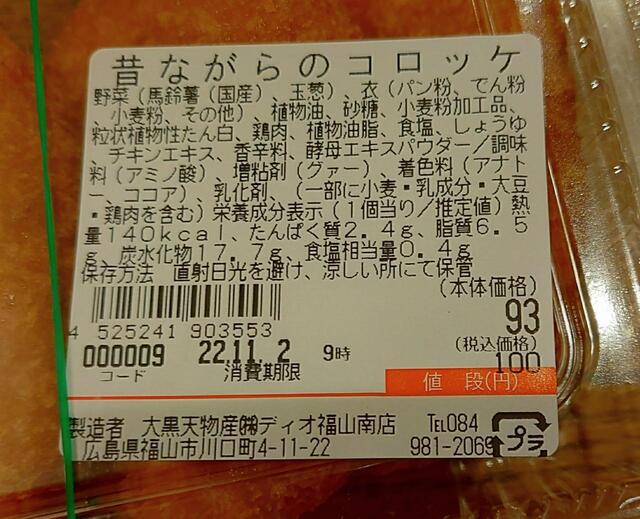 昔ながらのコロッケ
野菜（馬鈴薯（国産）、玉葱）、衣（パン粉、でん粉
、小麦粉、その他）、植物油、砂糖、小麦粉加工品、
粒状植物性たん白、鶏肉、植物油脂、食塩、しょうゆ
、チキンエキス、香辛料、酵母エキスパウダー／調味
料（アミノ酸）、増粘剤（グァー）、着色料（アナト
ー、ココア）、乳化剤、（一部に小麦・乳成分・大豆
・鶏肉を含む）栄養成分表示（１個当り／推定値）熱
量１４０ｋｃａｌ、たんぱく質２．４ｇ、脂質６．５
ｇ、炭水化物１７．７ｇ、食塩相当量０．４ｇ
保存方法　直射日光を避け、涼しい所にて保管
(本体価格)
93
4 525241 903553
(税込価格)
100
000009 22.11. 2 9時
コード 消費期限 値 段(円)
製造者 大黒天物産㈱ディオ福山南店 ℡084
広島県福山市川口町4-11-22 981-2069
プラ